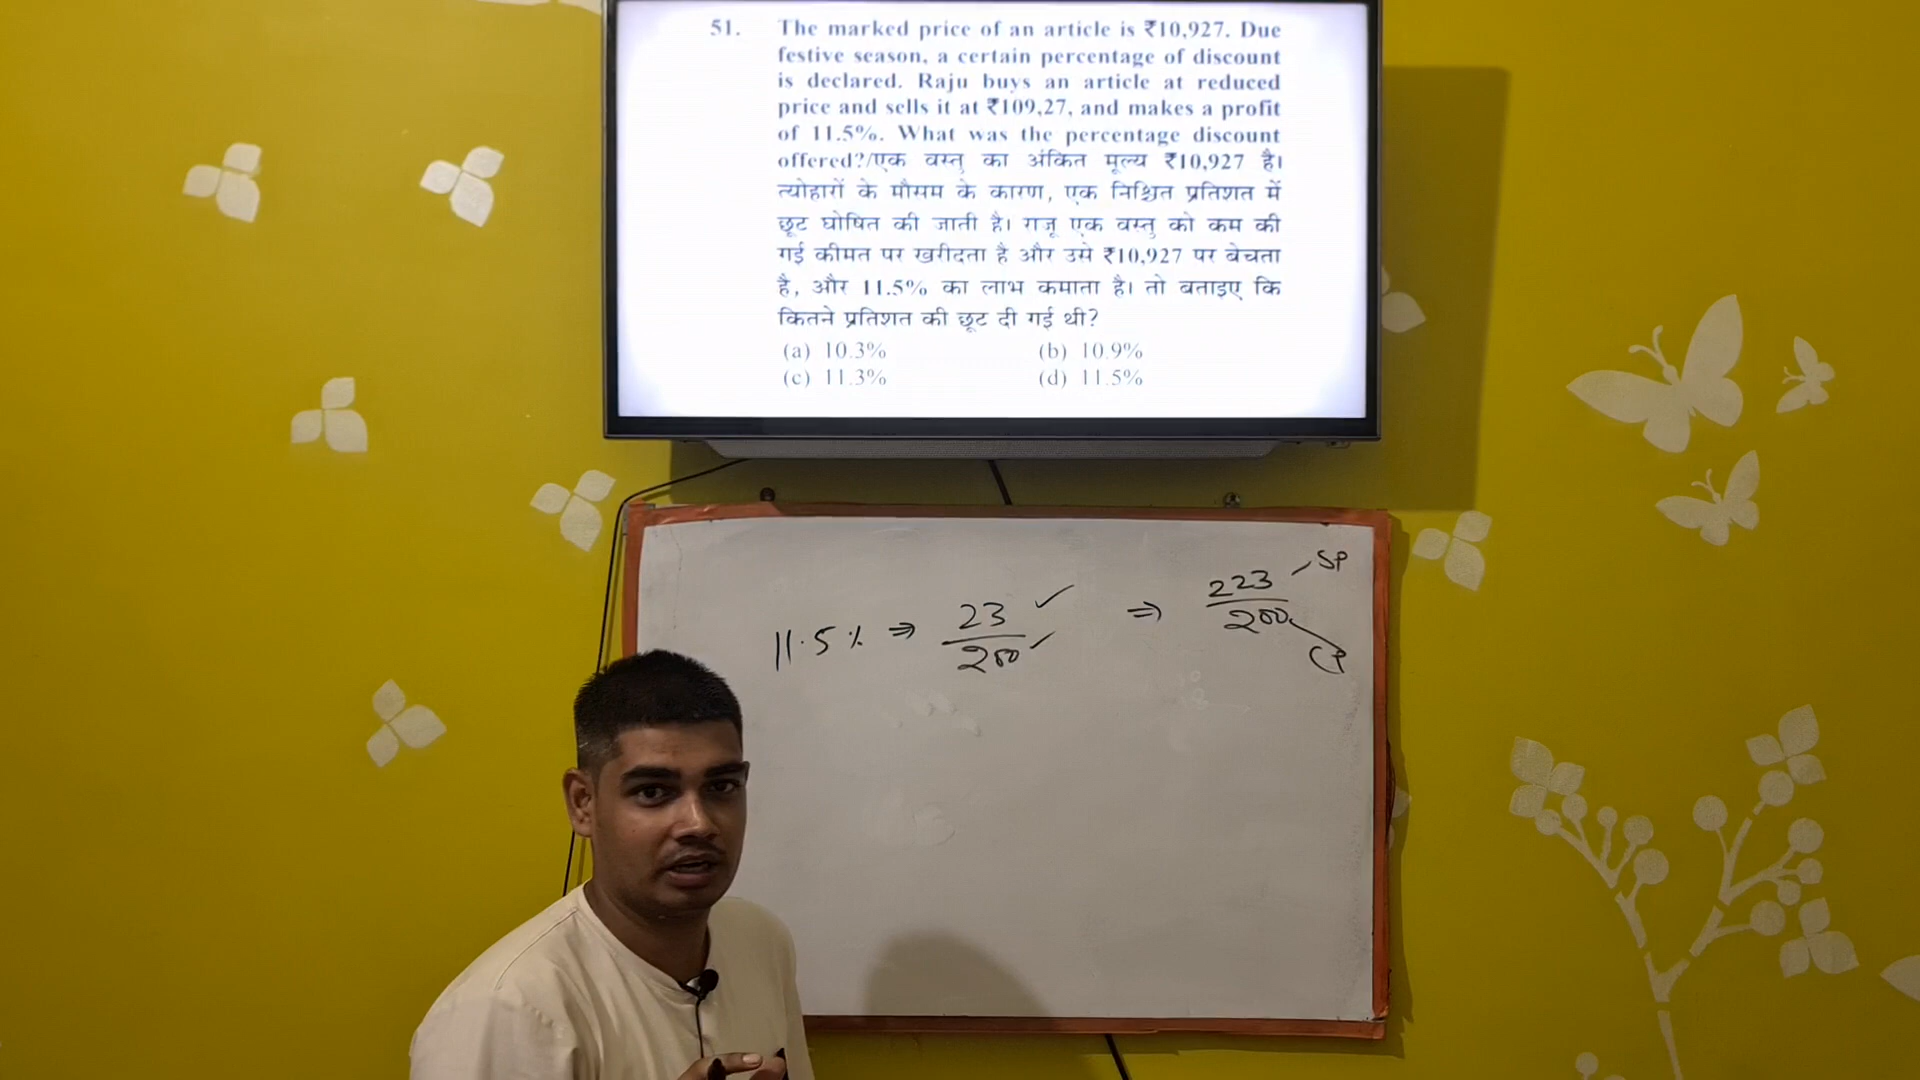 51. The marked price of an article is ₹10,927. Due
festive season, a certain percentage of discount
is declared. Raju buys an article at reduced
price and sells it at ₹109,27, and makes a profit
of 11.5%. What was the percentage discount
offered?/एक वस्तु का अंकित मूल्य ₹10,927 है।
त्योहारों के मौसम के कारण, एक निश्चित प्रतिशत में
छूट घोषित की जाती है। राजू एक वस्तु को कम की
गई कीमत पर खरीदता है और उसे ₹10,927 पर बेचता
है, और 11.5% का लाभ कमाता है। तो बताइए कि
कितने प्रतिशत की छूट दी गई थी?
(a) 10.3% (b) 10.9%
(c) 11.3% (d) 11.5%
11.5% ⇒ 23/200 ⇒ 223/200 SP CP